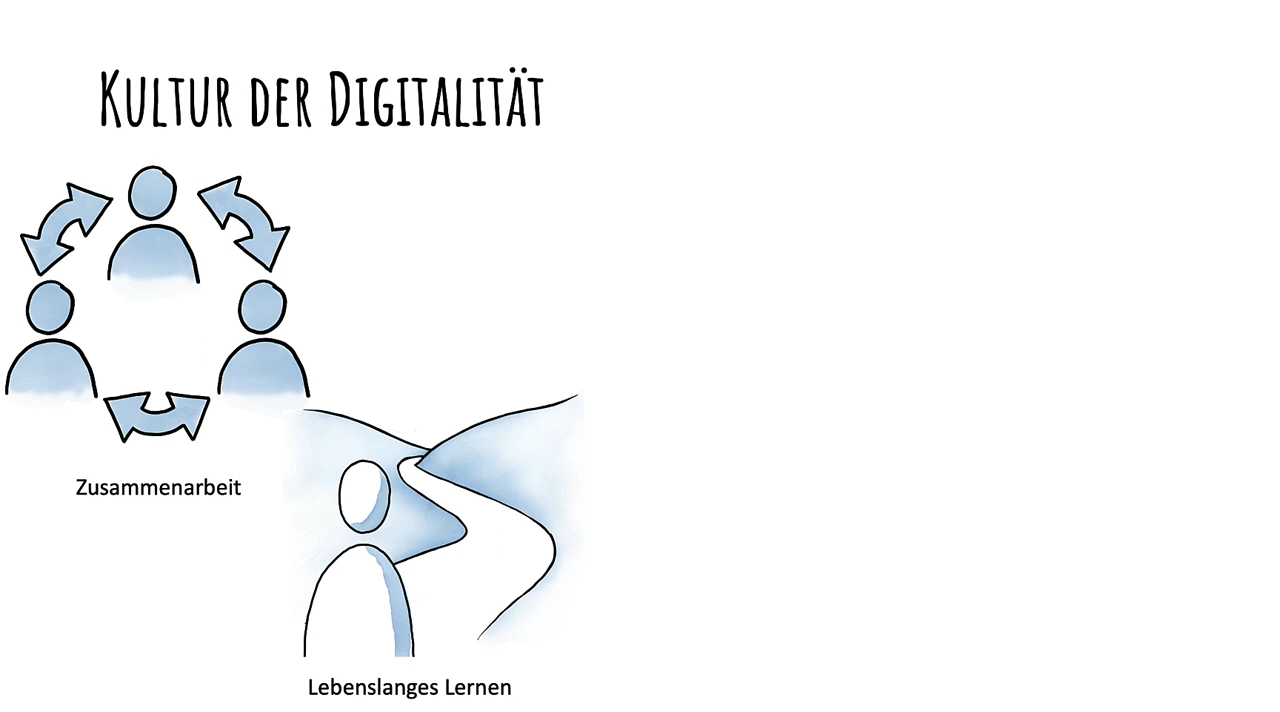 Kultur der Digitalität
Zusammenarbeit
Lebenslanges Lernen